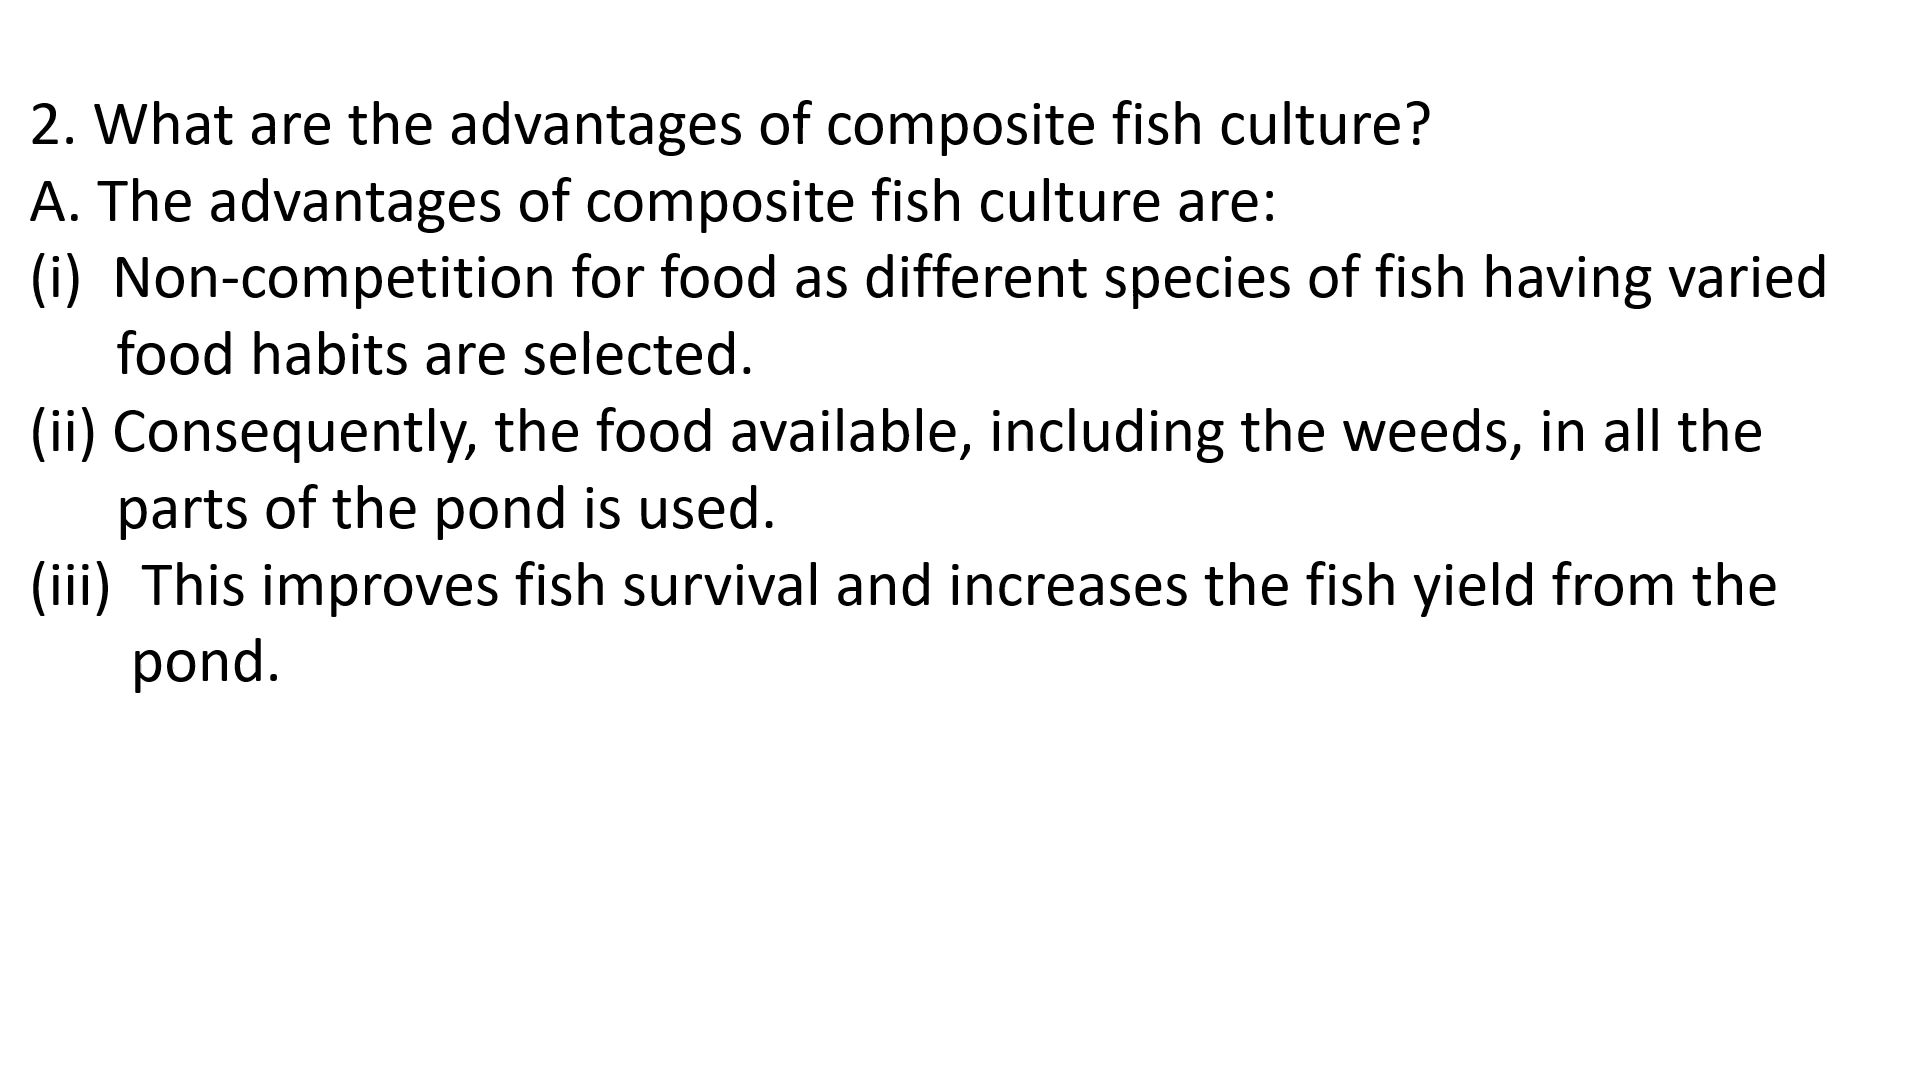 2. What are the advantages of composite fish culture?
A. The advantages of composite fish culture are:
(i) Non-competition for food as different species of fish having varied
food habits are selected.
(ii) Consequently, the food available, including the weeds, in all the
parts of the pond is used.
(iii) This improves fish survival and increases the fish yield from the
pond.